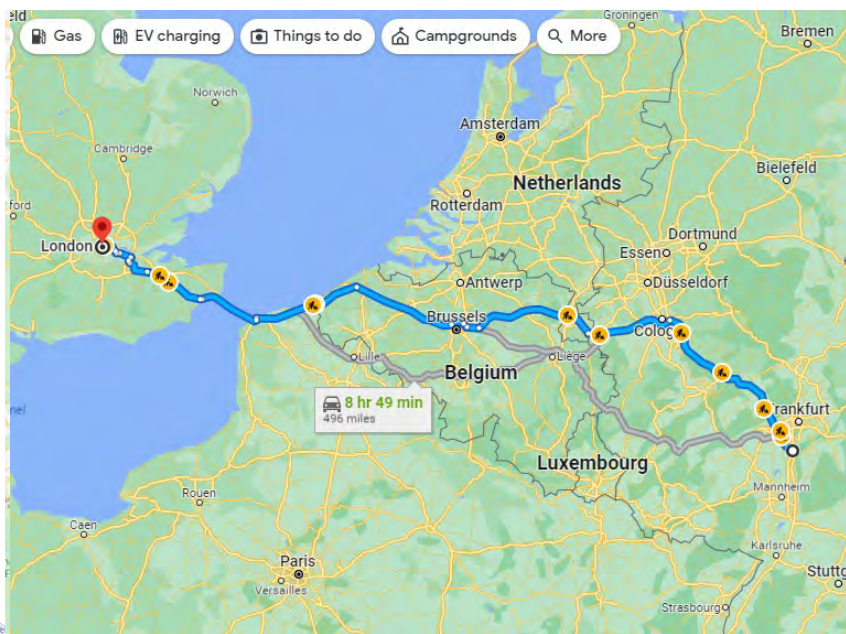 eld
Gas
EV charging
Things to do
Campgrounds
More
Groningen
Bremen
Norwich
Amsterdam
Cambridge
Bielefeld
Netherlands
ford
Rotterdam
Dortmund
London
Essen
Antwerp
Düsseldorf
Brussels
Colog
Lille
Liège
Belgium
8 hr 49 min
496 miles
rankfurt
Luxembourg
Mannheim
Rouen
Caen
Karlsruhe
Paris
Stuttg
Versailles
Strasbourg